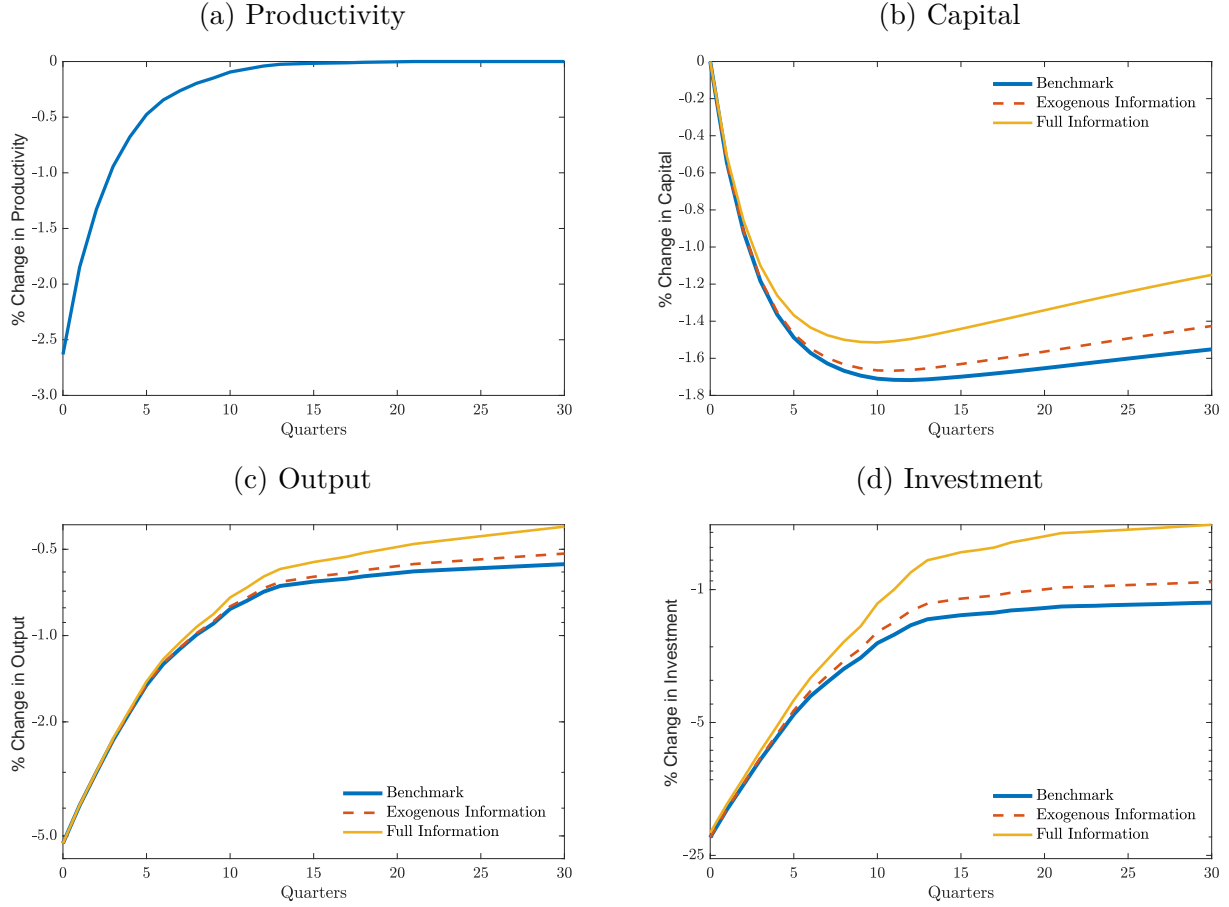 (a) Productivity
% Change in Productivity
0
-0.5
-1.0
-1.5
-2.0
-2.5
-3.0
0 5 10 15 20 25 30
Quarters
(b) Capital
% Change in Capital
0
-0.2
-0.4
-0.6
-0.8
-1.0
-1.2
-1.4
-1.6
-1.8
Benchmark
Exogenous Information
Full Information
0 5 10 15 20 25 30
Quarters
(c) Output
% Change in Output
-0.5
-1.0
-2.0
-5.0
Benchmark
Exogenous Information
Full Information
0 5 10 15 20 25 30
Quarters
(d) Investment
% Change in Investment
-1
-5
-25
Benchmark
Exogenous Information
Full Information
0 5 10 15 20 25 30
Quarters